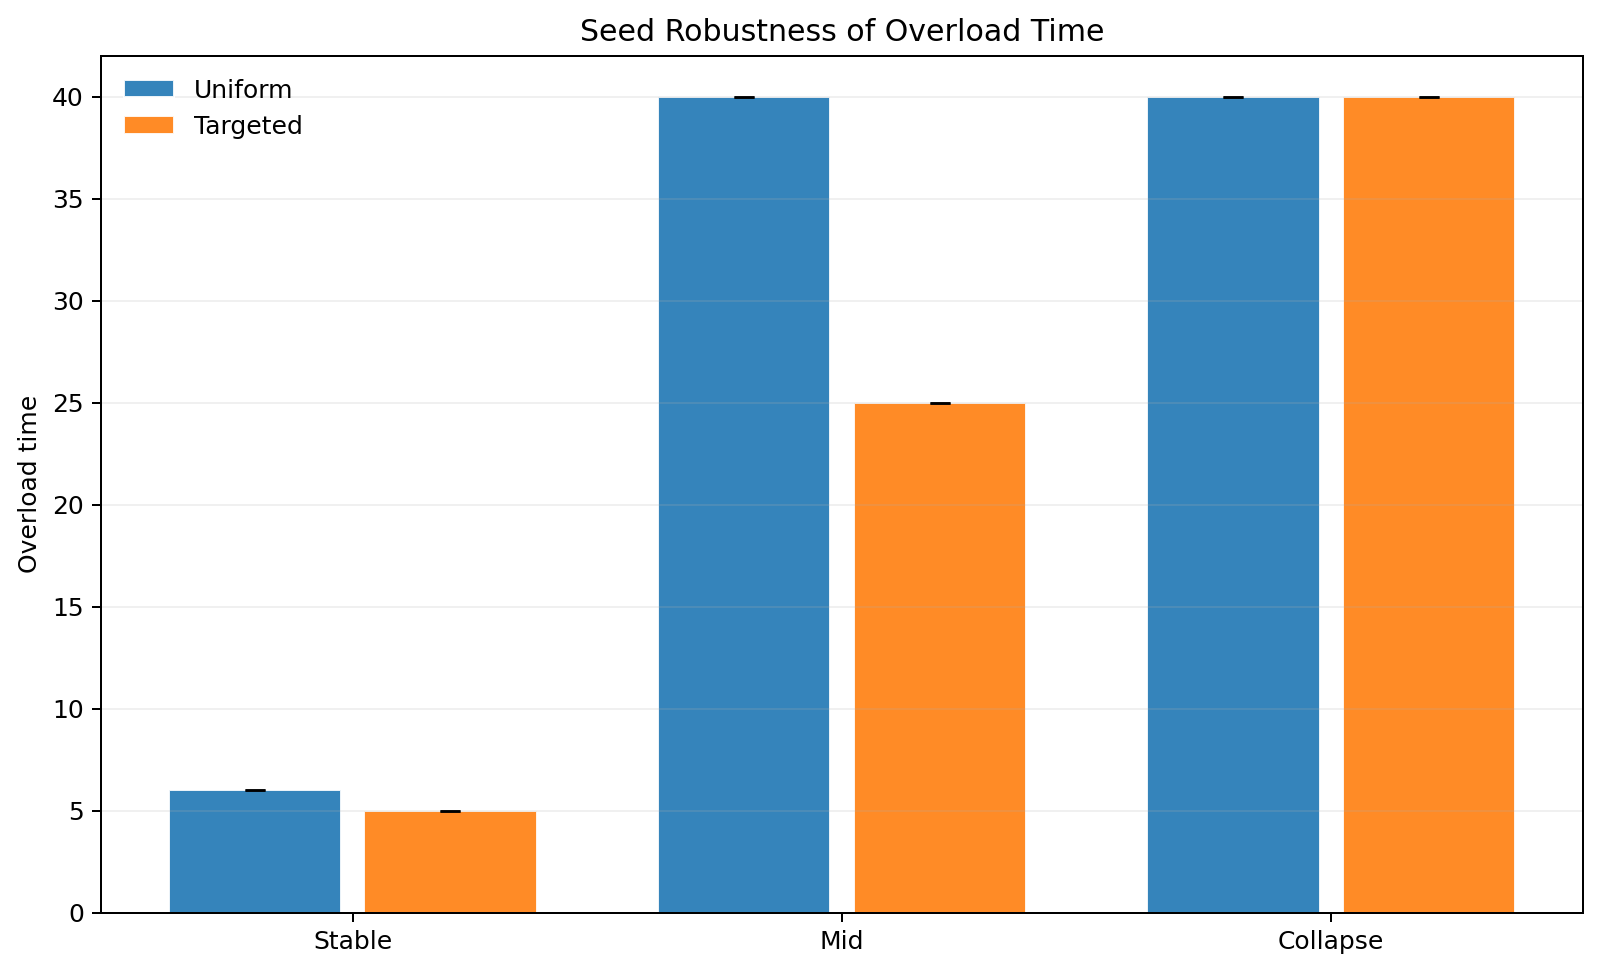 Seed Robustness of Overload Time
Uniform
Targeted
Overload time
40
35
30
25
20
15
10
5
0
Stable
Mid
Collapse